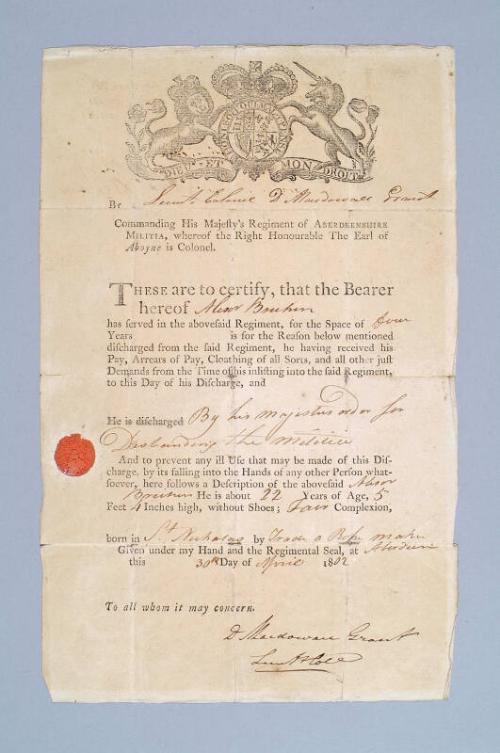 HONI SOIT QUI MAL Y PENSE
DIEU ET MON DROIT
By Lieut. Colonel D Macdowall Grant
Commanding His Majesty's Regiment of ABERDEENSHIRE
MILITIA, whereof the Right Honourable The Earl of
Aboyne is Colonel.
THESE are to certify, that the Bearer
hereof Alexr
has served in the abovesaid Regiment, for the Space of four
Years is for the Reason below mentioned
discharged from the said Regiment, he having received his
Pay, Arrears of Pay, Cloathing of all Sorts, and all other just
Demands from the Time of his inlisting into the said Regiment,
to this Day of his Discharge, and
He is discharged By his Majestys order for
Disbanding the militia
And to prevent any ill Use that may be made of this Dis-
charge, by its falling into the Hands of any other Person what-
soever, here follows a Description of the abovesaid Alexr
He is about 22 Years of Age, 5
Feet 4 Inches high, without Shoes; Fair Complexion,
born in St Nicholas by Trade a Rope maker
Given under my Hand and the Regimental Seal, at Aberdeen
this 30th Day of April 1802
To all whom it may concern.
D Macdowall Grant
Lieut Coll